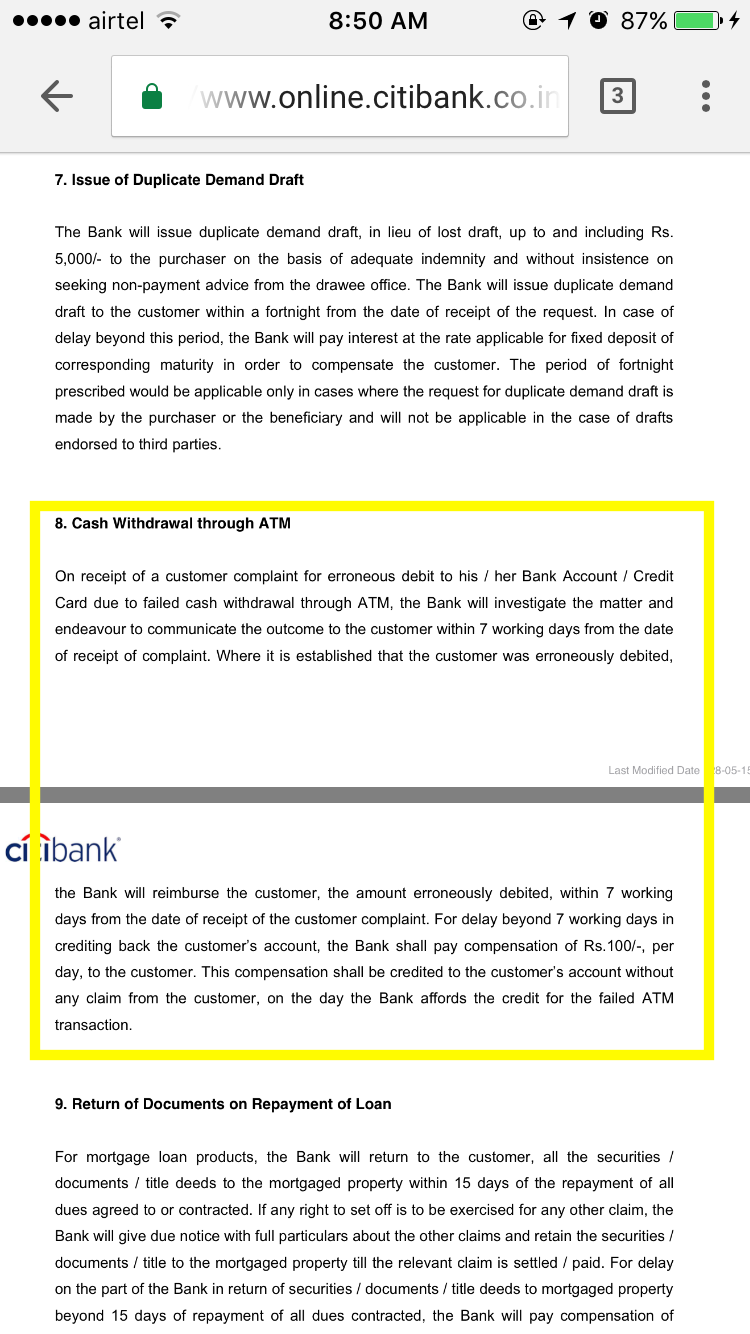 airtel 8:50 AM 87%
www.online.citibank.co.in 3
7. Issue of Duplicate Demand Draft
The Bank will issue duplicate demand draft, in lieu of lost draft, up to and including Rs.
5,000/- to the purchaser on the basis of adequate indemnity and without insistence on
seeking non-payment advice from the drawee office. The Bank will issue duplicate demand
draft to the customer within a fortnight from the date of receipt of the request. In case of
delay beyond this period, the Bank will pay interest at the rate applicable for fixed deposit of
corresponding maturity in order to compensate the customer. The period of fortnight
prescribed would be applicable only in cases where the request for duplicate demand draft is
made by the purchaser or the beneficiary and will not be applicable in the case of drafts
endorsed to third parties.
8. Cash Withdrawal through ATM
On receipt of a customer complaint for erroneous debit to his / her Bank Account / Credit
Card due to failed cash withdrawal through ATM, the Bank will investigate the matter and
endeavour to communicate the outcome to the customer within 7 working days from the date
of receipt of complaint. Where it is established that the customer was erroneously debited,
Last Modified Date 8-05-15
citibank
the Bank will reimburse the customer, the amount erroneously debited, within 7 working
days from the date of receipt of the customer complaint. For delay beyond 7 working days in
crediting back the customer's account, the Bank shall pay compensation of Rs.100/-, per
day, to the customer. This compensation shall be credited to the customer's account without
any claim from the customer, on the day the Bank affords the credit for the failed ATM
transaction.
9. Return of Documents on Repayment of Loan
For mortgage loan products, the Bank will return to the customer, all the securities /
documents / title deeds to the mortgaged property within 15 days of the repayment of all
dues agreed to or contracted. If any right to set off is to be exercised for any other claim, the
Bank will give due notice with full particulars about the other claims and retain the securities /
documents / title to the mortgaged property till the relevant claim is settled / paid. For delay
on the part of the Bank in return of securities / documents / title deeds to mortgaged property
beyond 15 days of repayment of all dues contracted, the Bank will pay compensation of